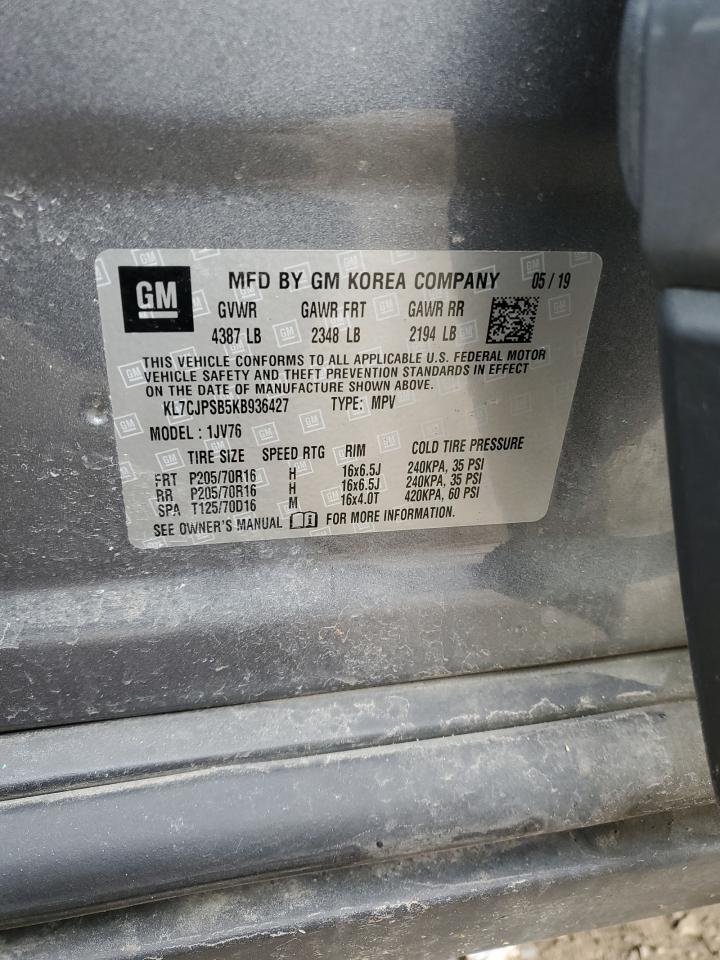 GM MFD BY GM KOREA COMPANY 05/19
GVWR GAWR FRT GAWR RR
4387 LB 2348 LB 2194 LB
THIS VEHICLE CONFORMS TO ALL APPLICABLE U.S. FEDERAL MOTOR
VEHICLE SAFETY AND THEFT PREVENTION STANDARDS IN EFFECT
ON THE DATE OF MANUFACTURE SHOWN ABOVE.
KL7CJPSB5KB936427 TYPE: MPV
MODEL : 1JV76
TIRE SIZE SPEED RTG RIM COLD TIRE PRESSURE
FRT P205/70R16 H 16x6.5J 240KPA, 35 PSI
RR P205/70R16 H 16x6.5J 240KPA, 35 PSI
SPA T125/70D16 M 16x4.0T 420KPA, 60 PSI
SEE OWNER'S MANUAL FOR MORE INFORMATION.